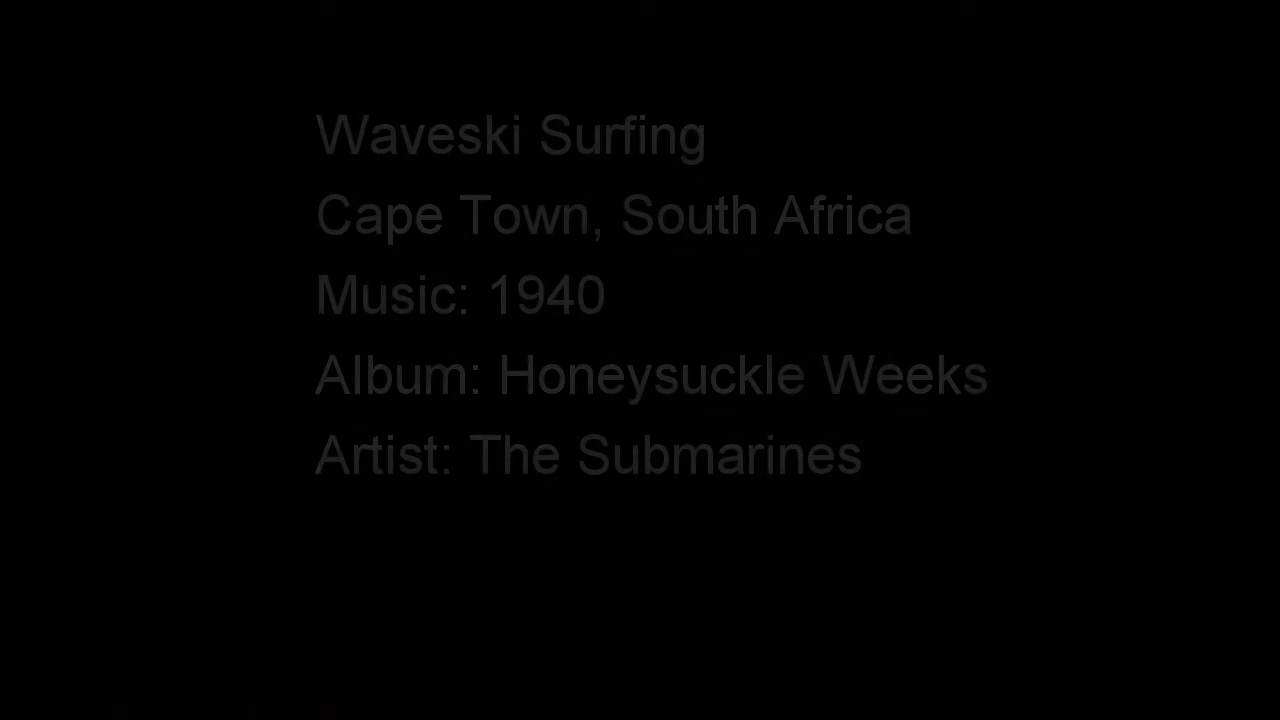 Waveski Surfing
Cape Town, South Africa
Music: 1940
Album: Honeysuckle Weeks
Artist: The Submarines